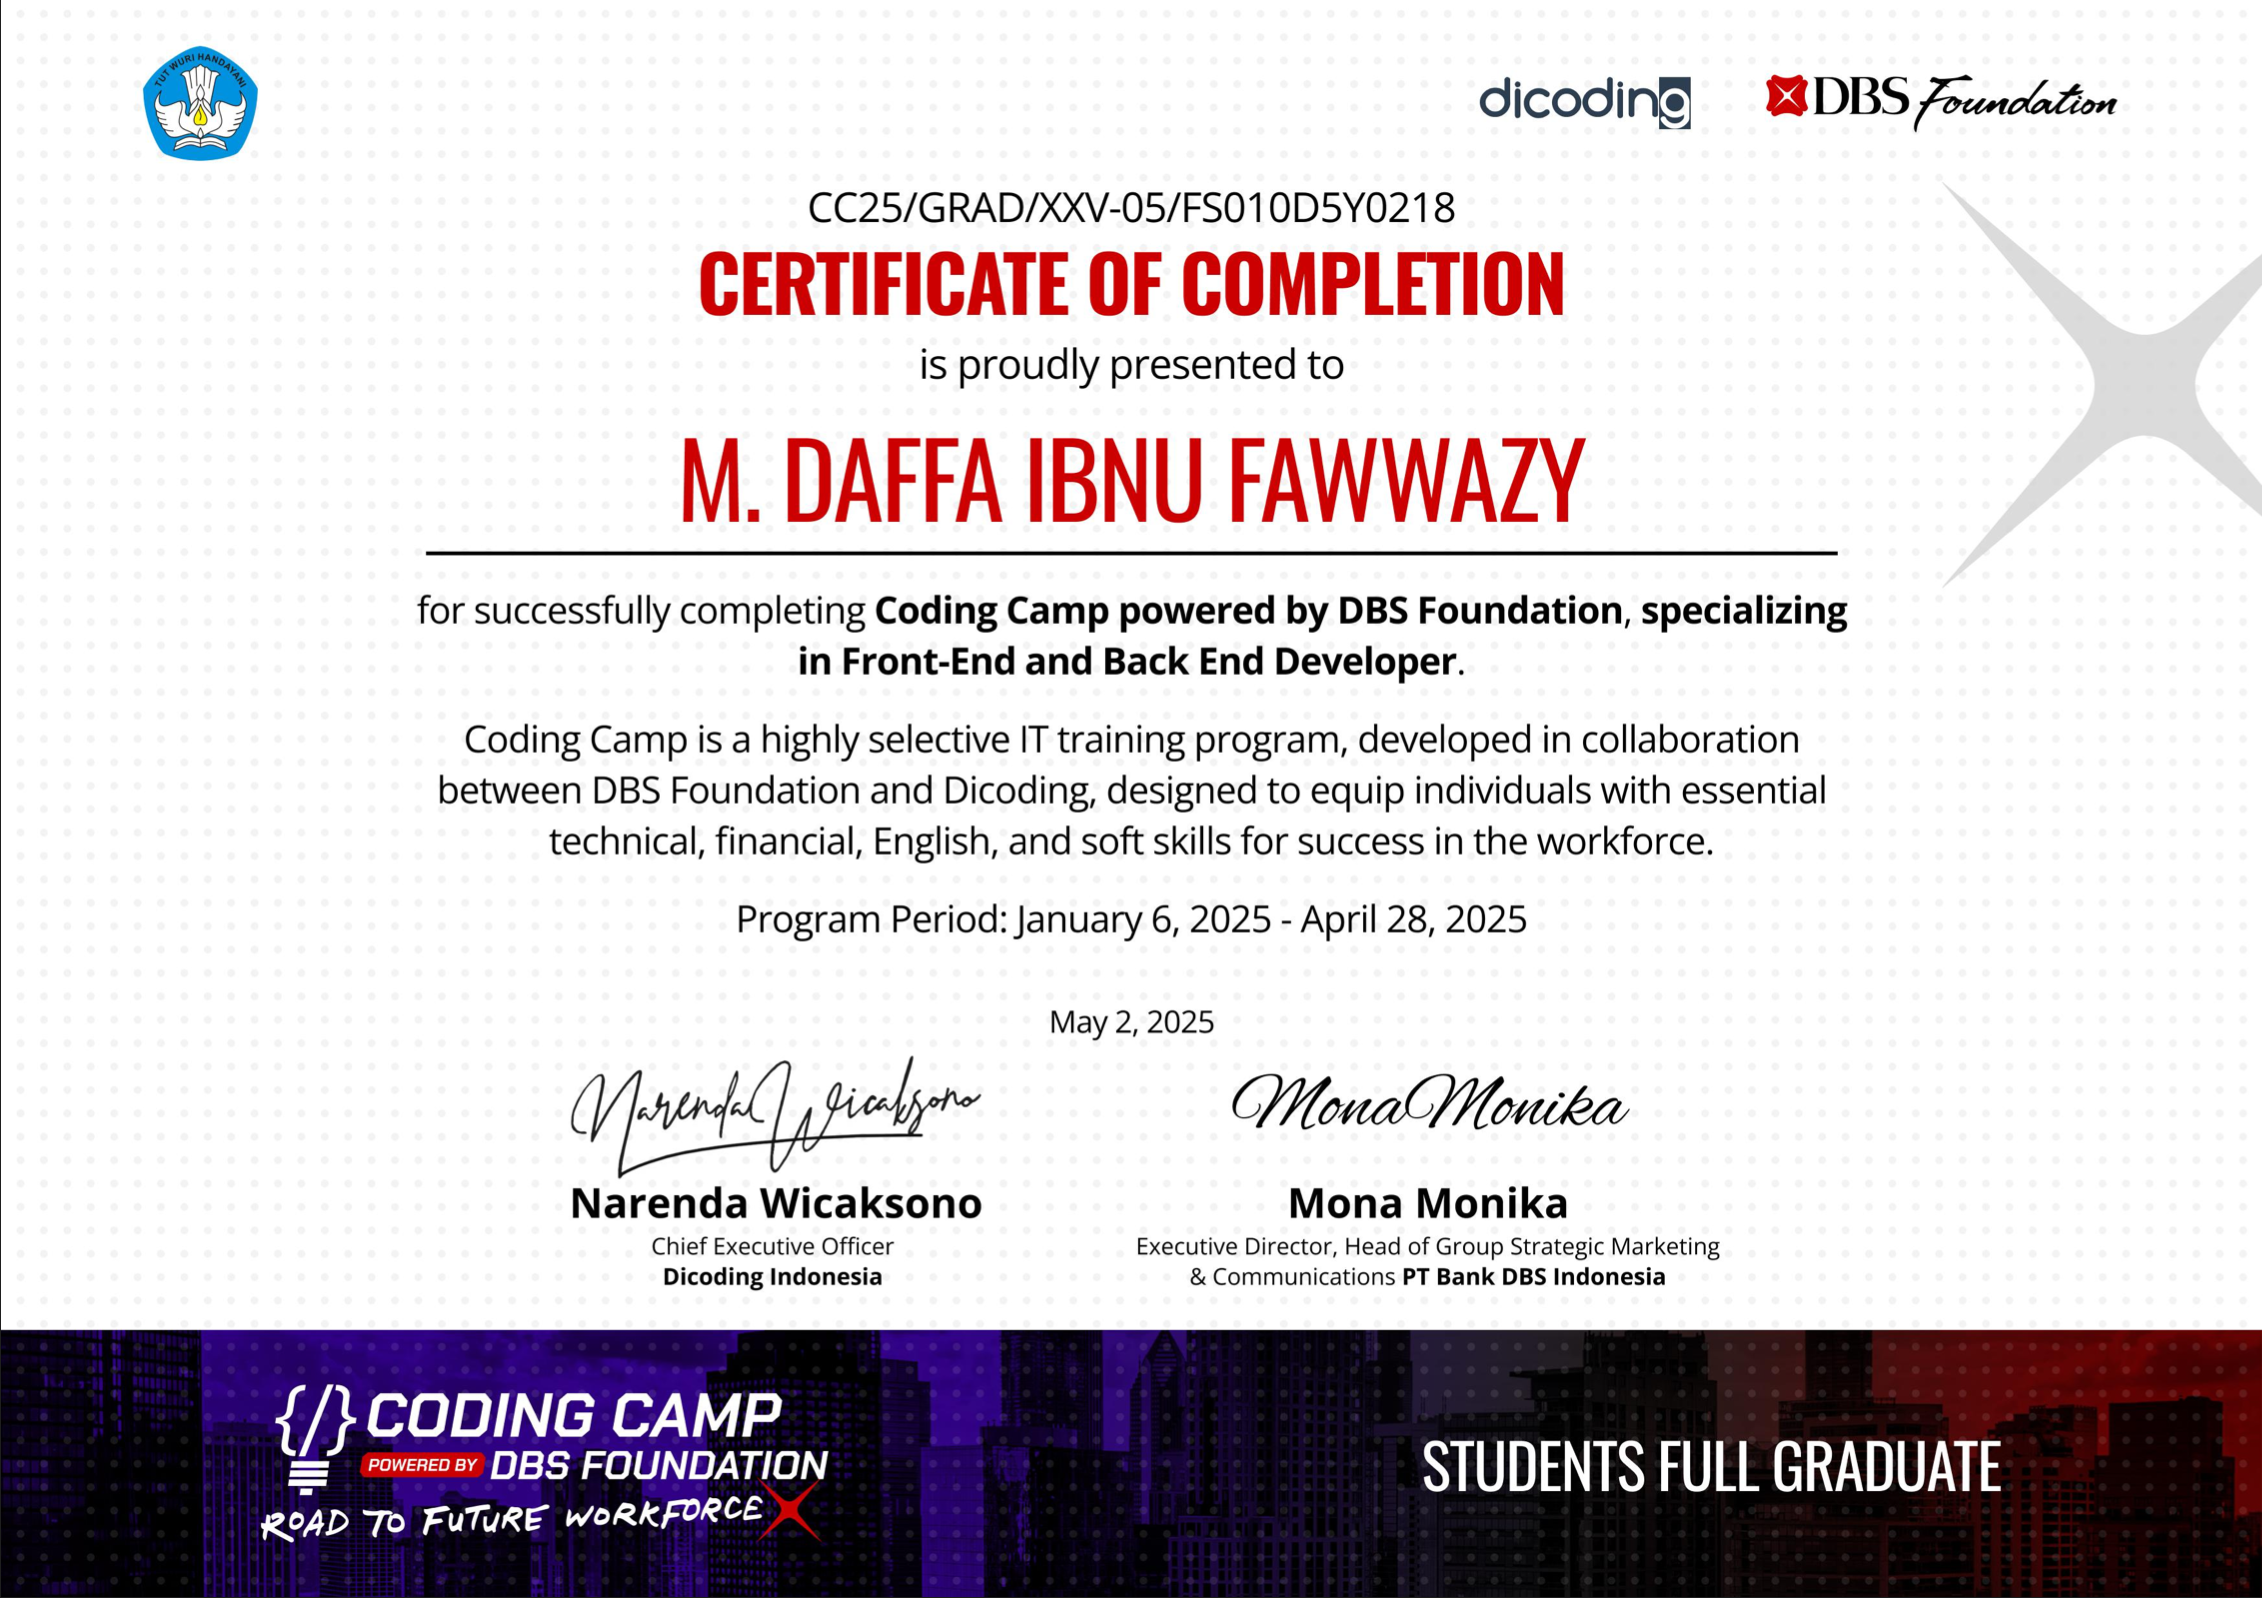 TUT WURI HANDAYANI
dicoding
DBS Foundation
CC25/GRAD/XXV-05/FS010D5Y0218
CERTIFICATE OF COMPLETION
is proudly presented to
M. DAFFA IBNU FAWWAZY
for successfully completing Coding Camp powered by DBS Foundation, specializing
in Front-End and Back End Developer.
Coding Camp is a highly selective IT training program, developed in collaboration
between DBS Foundation and Dicoding, designed to equip individuals with essential
technical, financial, English, and soft skills for success in the workforce.
Program Period: January 6, 2025 - April 28, 2025
May 2, 2025
Narenda Wicaksono
Mona Monika
Narenda Wicaksono
Chief Executive Officer
Dicoding Indonesia
Mona Monika
Executive Director, Head of Group Strategic Marketing
& Communications PT Bank DBS Indonesia
{/} CODING CAMP
POWERED BY DBS FOUNDATION
ROAD TO FUTURE WORKFORCE
STUDENTS FULL GRADUATE